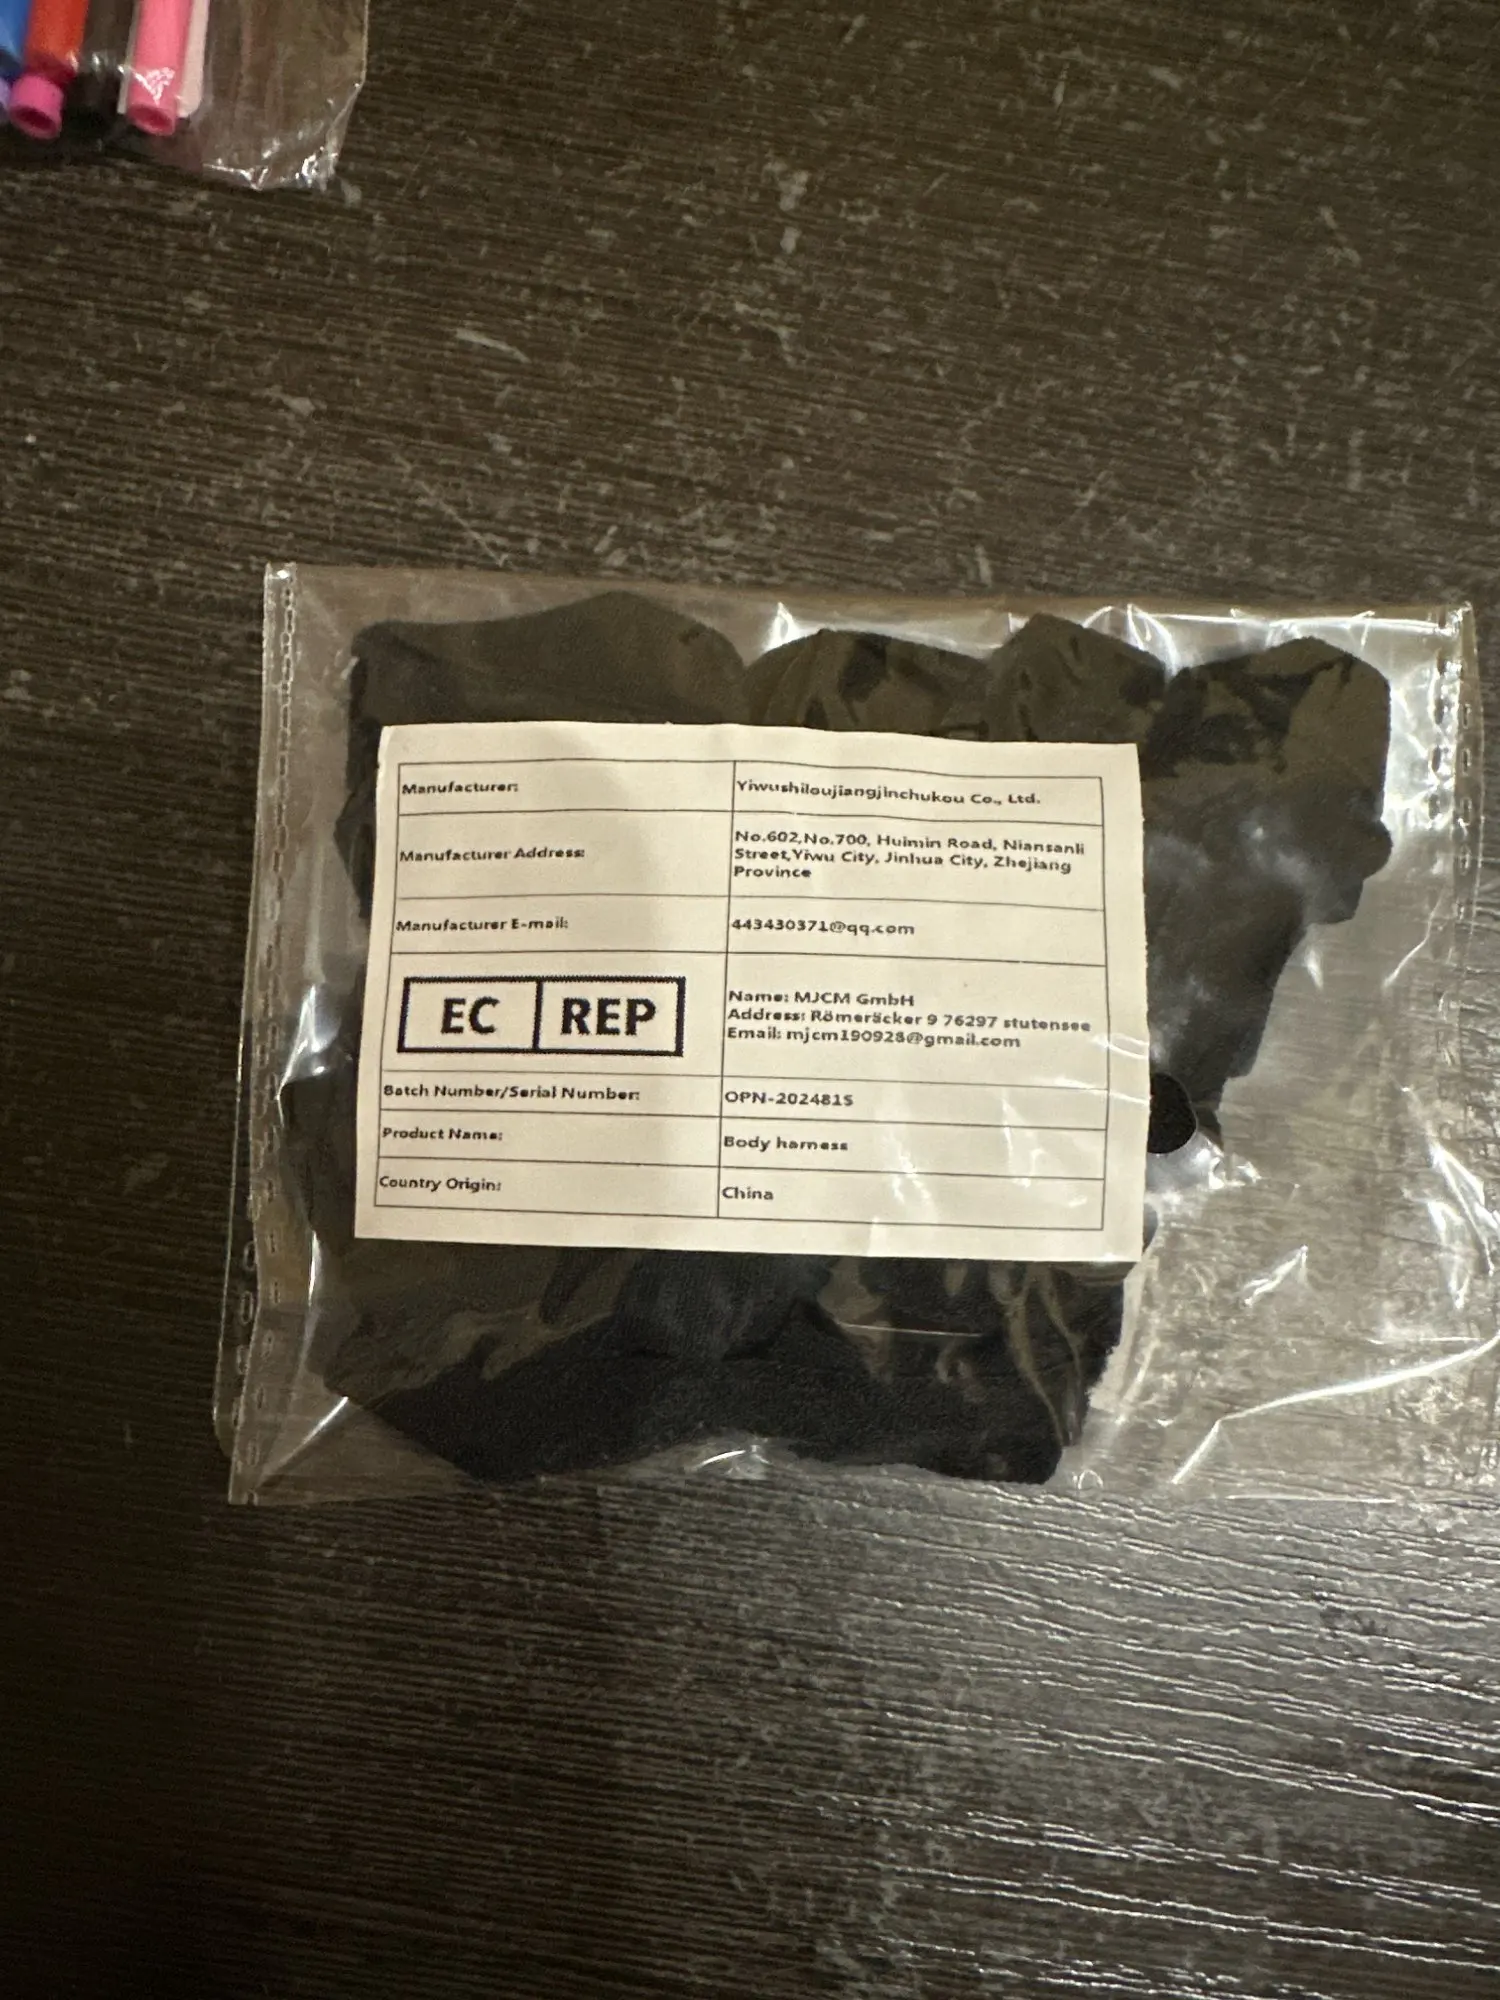 Manufacturer:
Yiwushiloujiangjinchukou Co., Ltd.
Manufacturer Address:
No.602,No.700, Huimin Road, Niansanli
Street,Yiwu City, Jinhua City, Zhejiang
Province
Manufacturer E-mail:
443430371@qq.com
EC REP
Name: MJCM GmbH
Address: Römeräcker 9 76297 stutensee
Email: mjcm190928@gmail.com
Batch Number/Serial Number:
OPN-202481S
Product Name:
Body harness
Country Origin:
China